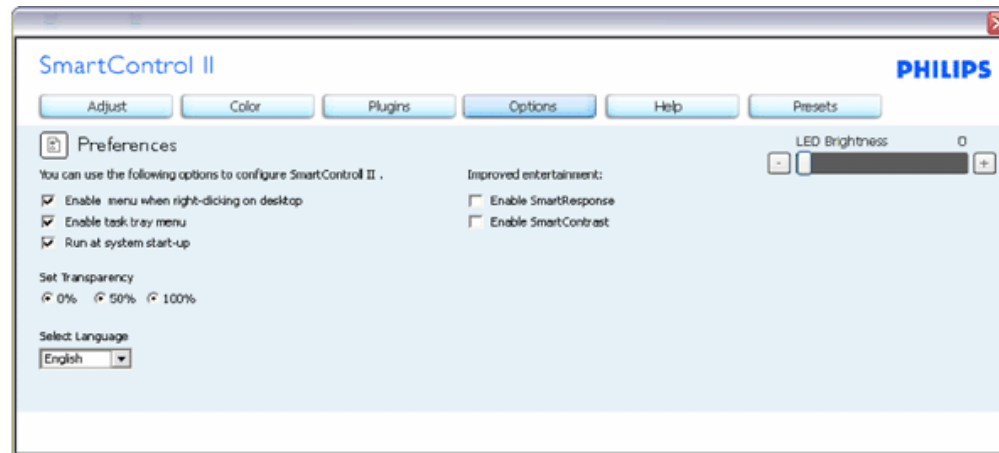 SmartControl II
PHILIPS
Adjust Color Plugins Options Help Presets
Preferences
LED Brightness 0
You can use the following options to configure SmartControl II .
Improved entertainment:
Enable menu when right-clicking on desktop
Enable SmartResponse
Enable task tray menu
Enable SmartContrast
Run at system start-up
Set Transparency
0% 50% 100%
Select Language
English